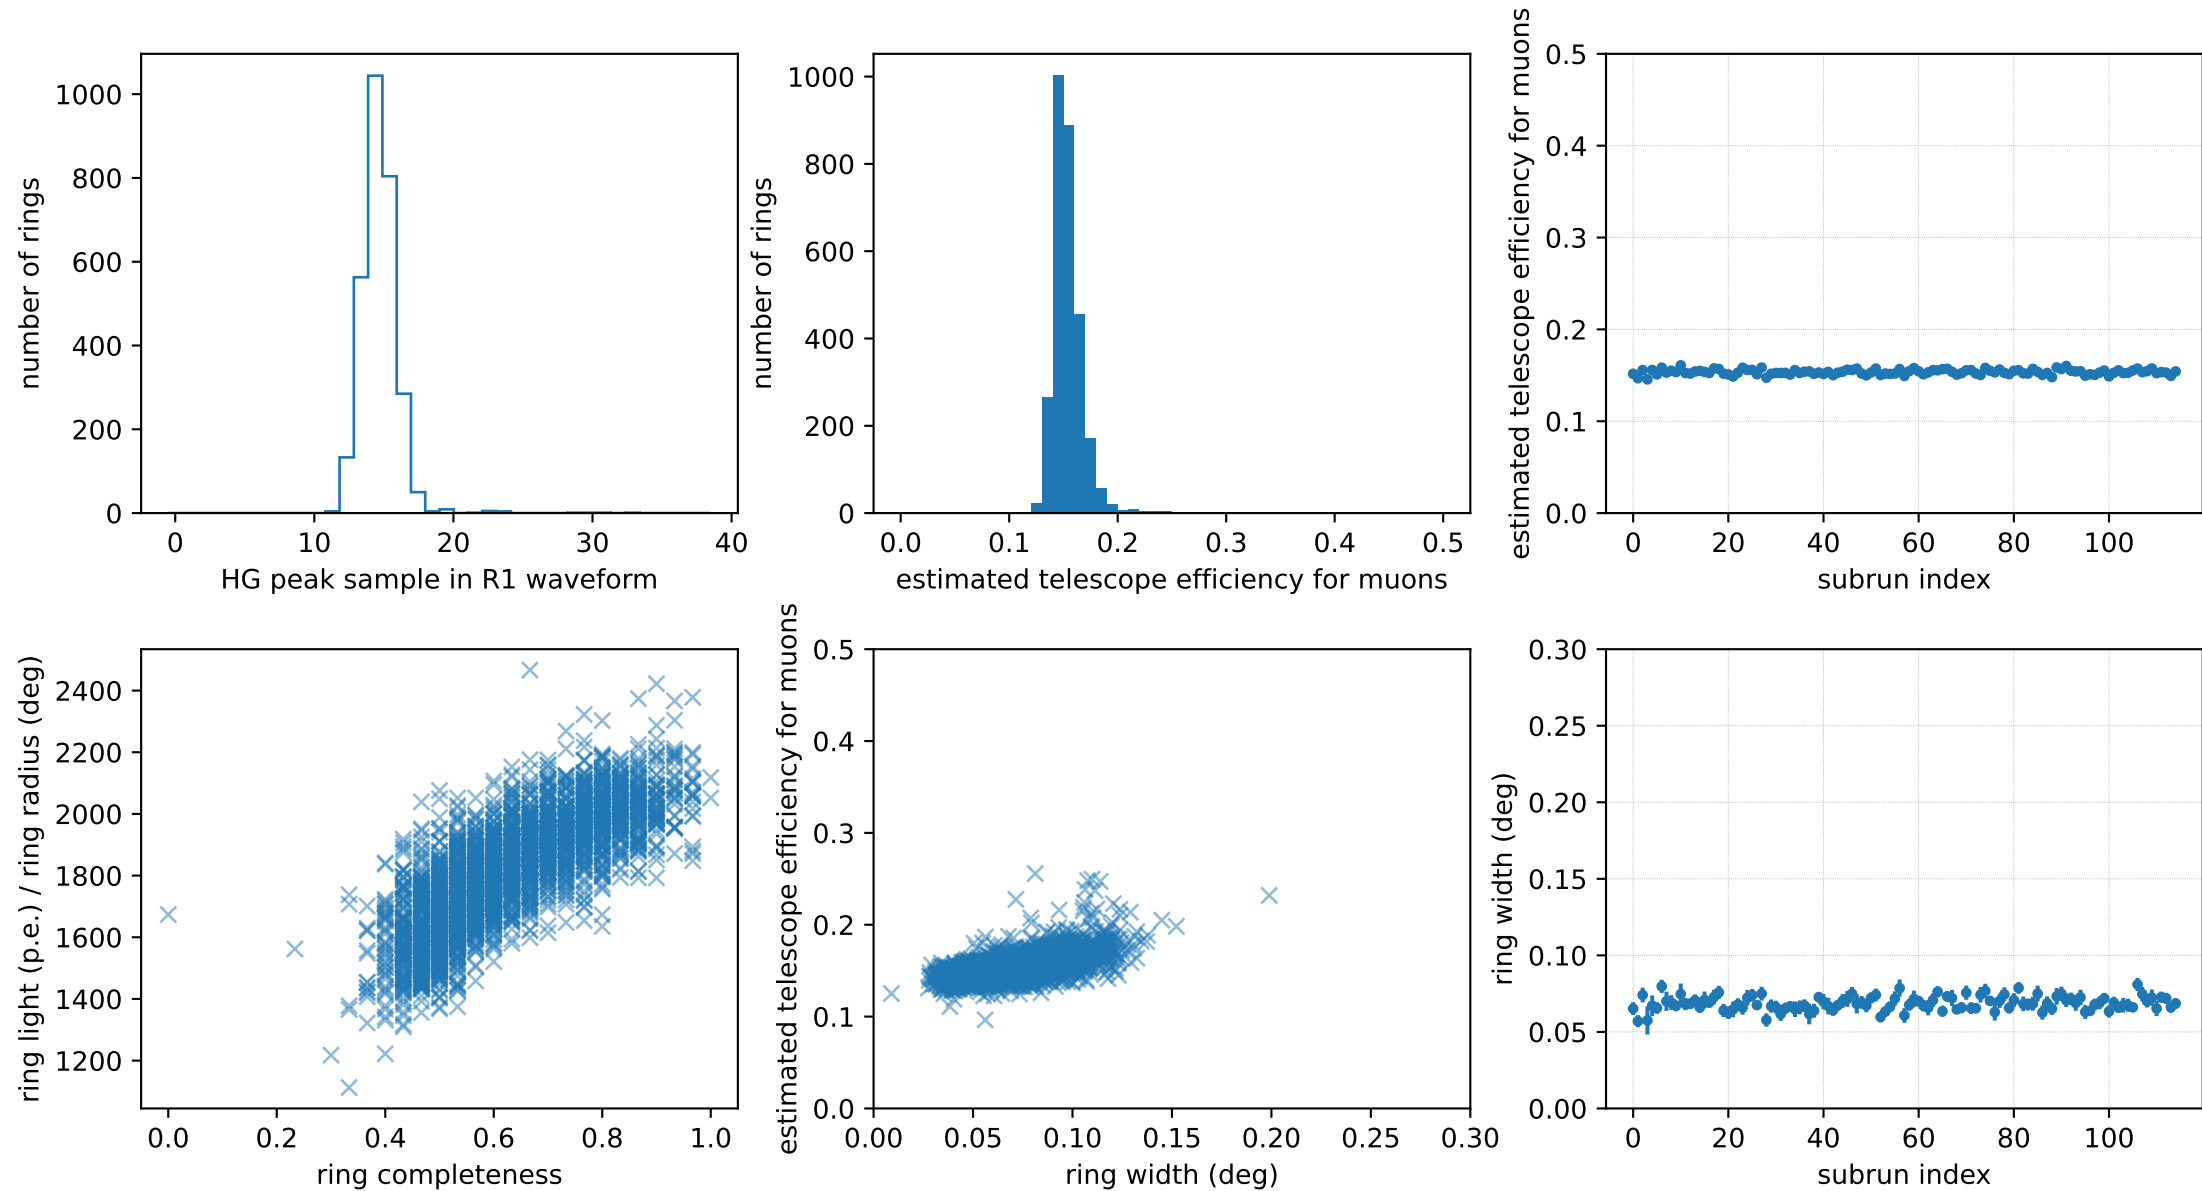 number of rings
1000
800
600
400
200
0
0 10 20 30 40
HG peak sample in R1 waveform
number of rings
1000
800
600
400
200
0
0.0 0.1 0.2 0.3 0.4 0.5
estimated telescope efficiency for muons
estimated telescope efficiency for muons
0.5
0.4
0.3
0.2
0.1
0.0
0 20 40 60 80 100
subrun index
ring light (p.e.) / ring radius (deg)
2400
2200
2000
1800
1600
1400
1200
0.0 0.2 0.4 0.6 0.8 1.0
ring completeness
estimated telescope efficiency for muons
0.5
0.4
0.3
0.2
0.1
0.0
0.00 0.05 0.10 0.15 0.20 0.25 0.30
ring width (deg)
ring width (deg)
0.30
0.25
0.20
0.15
0.10
0.05
0.00
0 20 40 60 80 100
subrun index